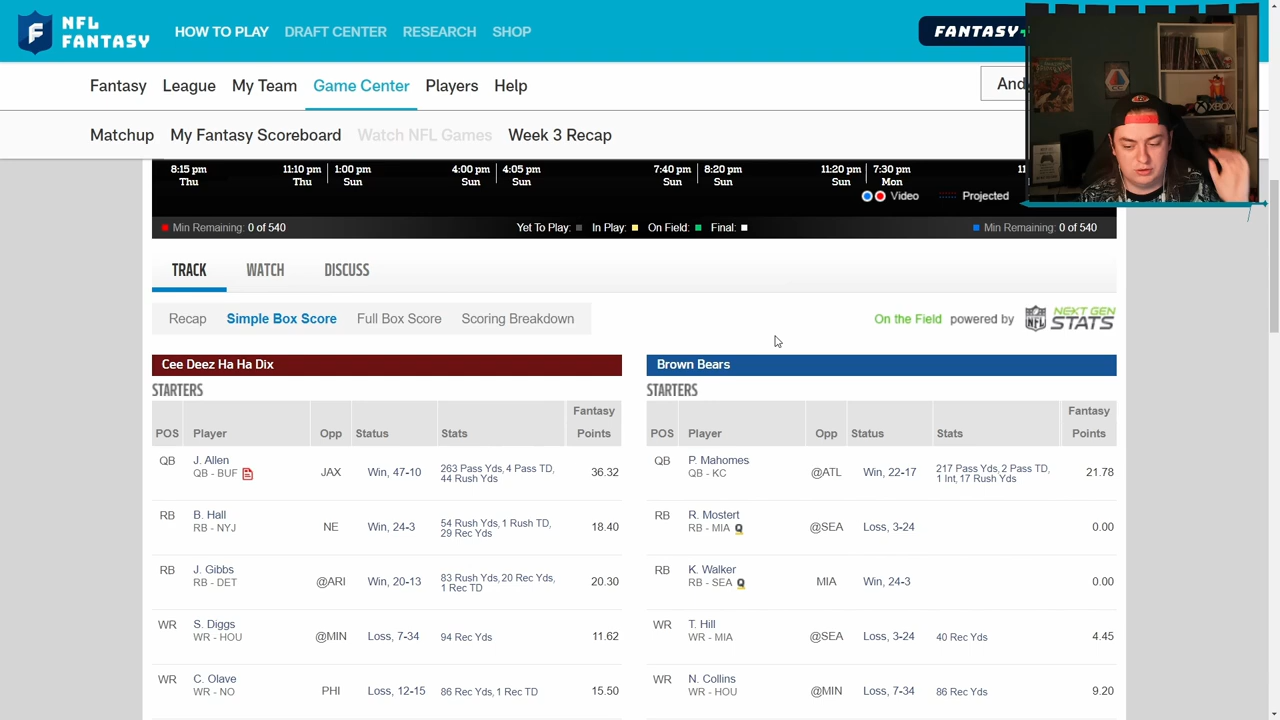 NFL FANTASY
HOW TO PLAY DRAFT CENTER RESEARCH SHOP
FANTASY+
Fantasy League My Team Game Center Players Help
And
Matchup My Fantasy Scoreboard Watch NFL Games Week 3 Recap
8:15 pm Thu 11:10 pm Thu 1:00 pm Sun 4:00 pm Sun 4:05 pm Sun 7:40 pm Sun 8:20 pm Sun 11:20 pm Sun 7:30 pm Mon 11
Video Projected
Min Remaining: 0 of 540 Yet To Play: In Play: On Field: Final: Min Remaining: 0 of 540
TRACK WATCH DISCUSS
Recap Simple Box Score Full Box Score Scoring Breakdown
On the Field powered by NFL NEXT GEN STATS
Cee Deez Ha Ha Dix
STARTERS
POS Player Opp Status Stats Fantasy Points
QB J. Allen QB - BUF JAX Win, 47-10 263 Pass Yds, 4 Pass TD, 44 Rush Yds 36.32
RB B. Hall RB - NYJ NE Win, 24-3 54 Rush Yds, 1 Rush TD, 29 Rec Yds 18.40
RB J. Gibbs RB - DET @ARI Win, 20-13 83 Rush Yds, 20 Rec Yds, 1 Rec TD 20.30
WR S. Diggs WR - HOU @MIN Loss, 7-34 94 Rec Yds 11.62
WR C. Olave WR - NO PHI Loss, 12-15 86 Rec Yds, 1 Rec TD 15.50
Brown Bears
STARTERS
POS Player Opp Status Stats Fantasy Points
QB P. Mahomes QB - KC @ATL Win, 22-17 217 Pass Yds, 2 Pass TD, 1 Int, 17 Rush Yds 21.78
RB R. Mostert RB - MIA Q @SEA Loss, 3-24 0.00
RB K. Walker RB - SEA Q MIA Win, 24-3 0.00
WR T. Hill WR - MIA @SEA Loss, 3-24 40 Rec Yds 4.45
WR N. Collins WR - HOU @MIN Loss, 7-34 86 Rec Yds 9.20
XBOX